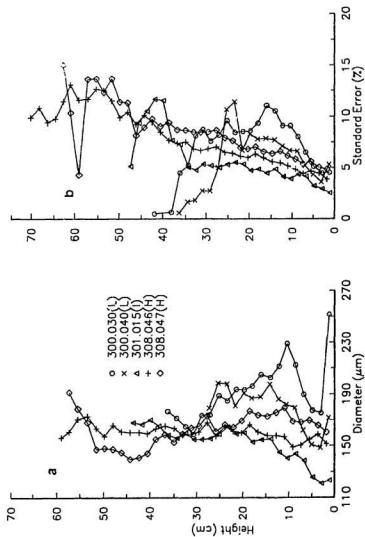 a
70
60
50
40
30
20
10
0
Height (cm)
110
150
190
230
270
Diameter (µm)
300.030(L)
300.040(L)
301.015(I)
308.046(H)
308.047(H)
b
70
60
50
40
30
20
10
0
0
5
10
15
20
Standard Error (%)